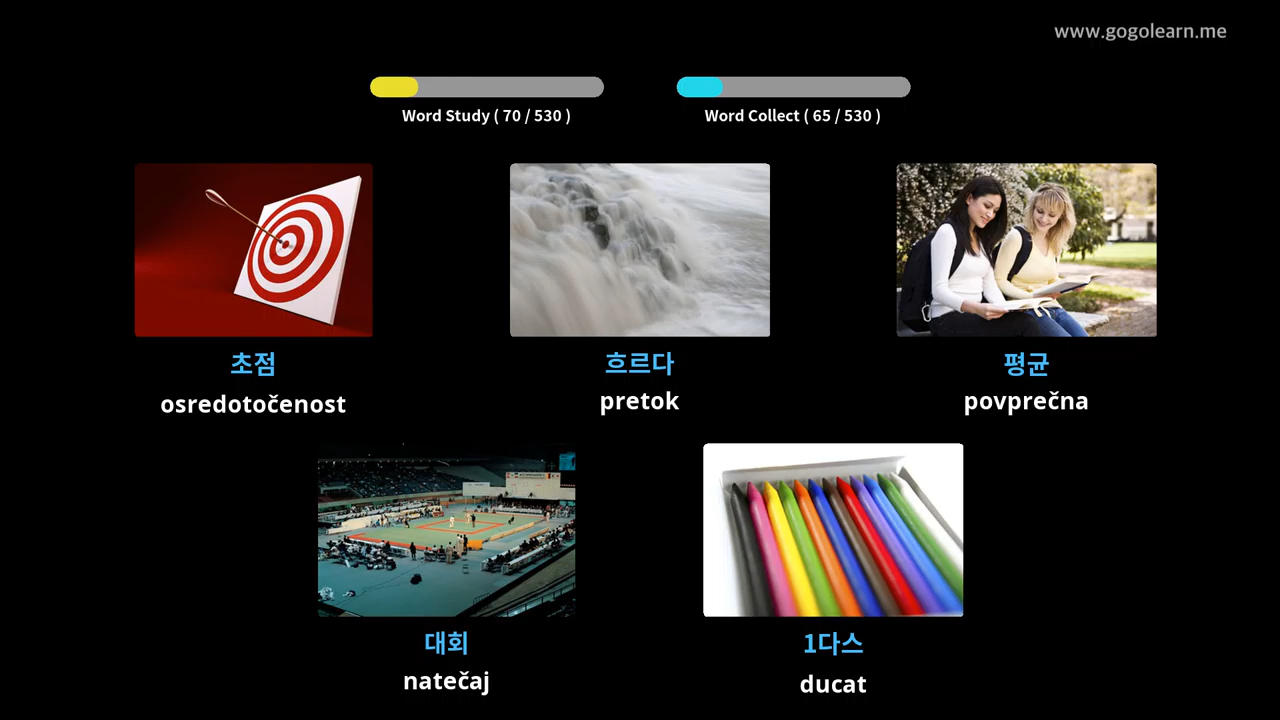 www.gogolearn.me
Word Study ( 70 / 530 )
Word Collect ( 65 / 530 )
초점
osredotočenost
흐르다
pretok
평균
povprečna
대회
natečaj
1다스
ducat